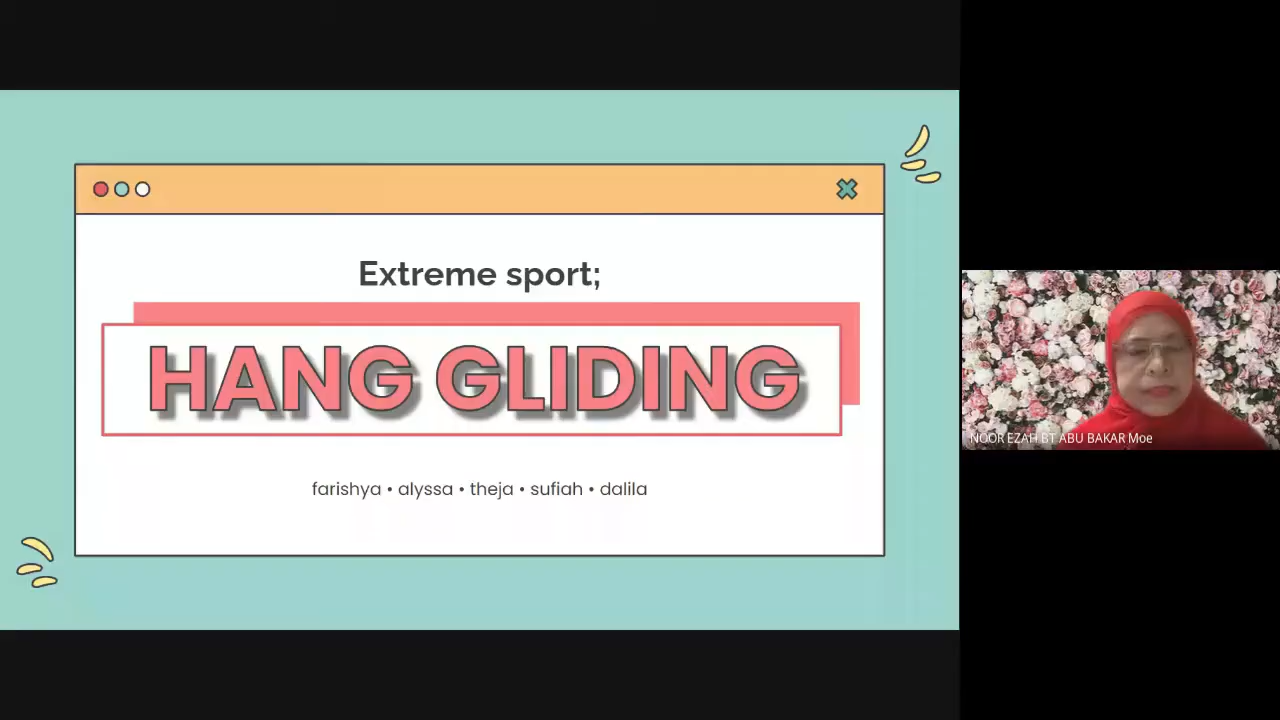 Extreme sport;
HANG GLIDING
farishya • alyssa • theja • sufiah • dalila
NOOR EZAH BT ABU BAKAR Moe